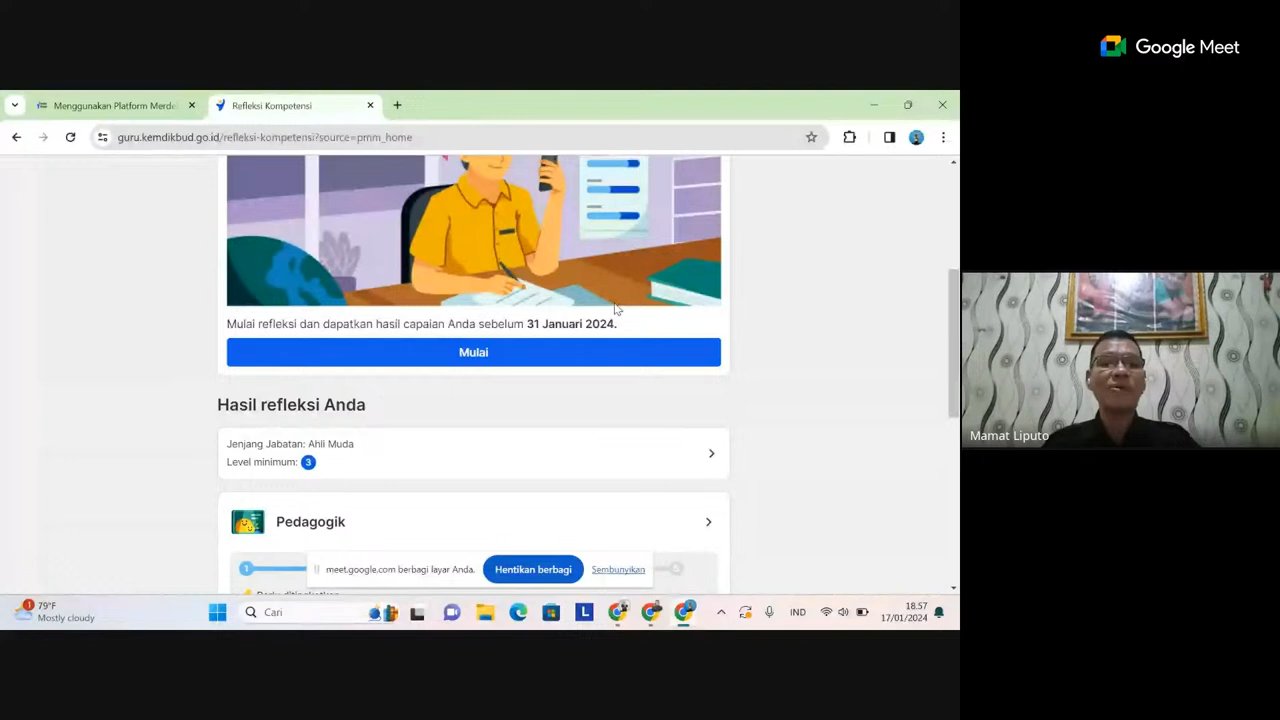 Google Meet
Menggunakan Platform Merde
Refleksi Kompetensi
guru.kemdikbud.go.id/refleksi-kompetensi?source=pmm_home
Mulai refleksi dan dapatkan hasil capaian Anda sebelum 31 Januari 2024.
Mulai
Hasil refleksi Anda
Jenjang Jabatan: Ahli Muda
Level minimum: 3
Pedagogik
1
meet.google.com berbagi layar Anda.
Hentikan berbagi
Sembunyikan
Mamat Liputo
1
79°F
Mostly cloudy
Cari
L
IND
18.57
17/01/2024